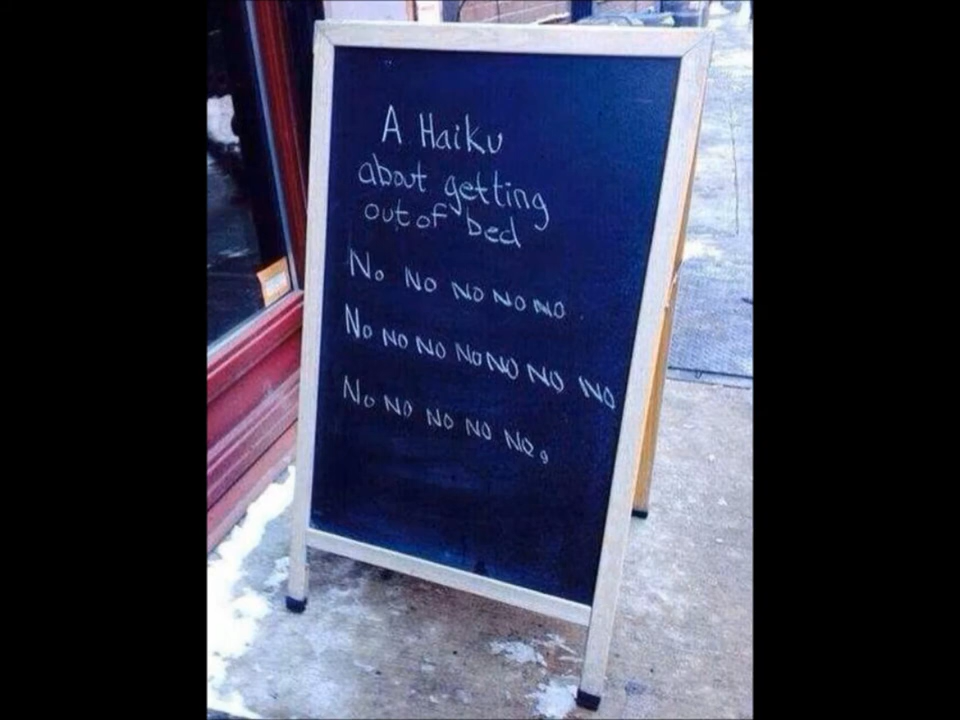 A Haiku
about getting
out of bed
No No No No No
No No No No No No No
No No No No No.